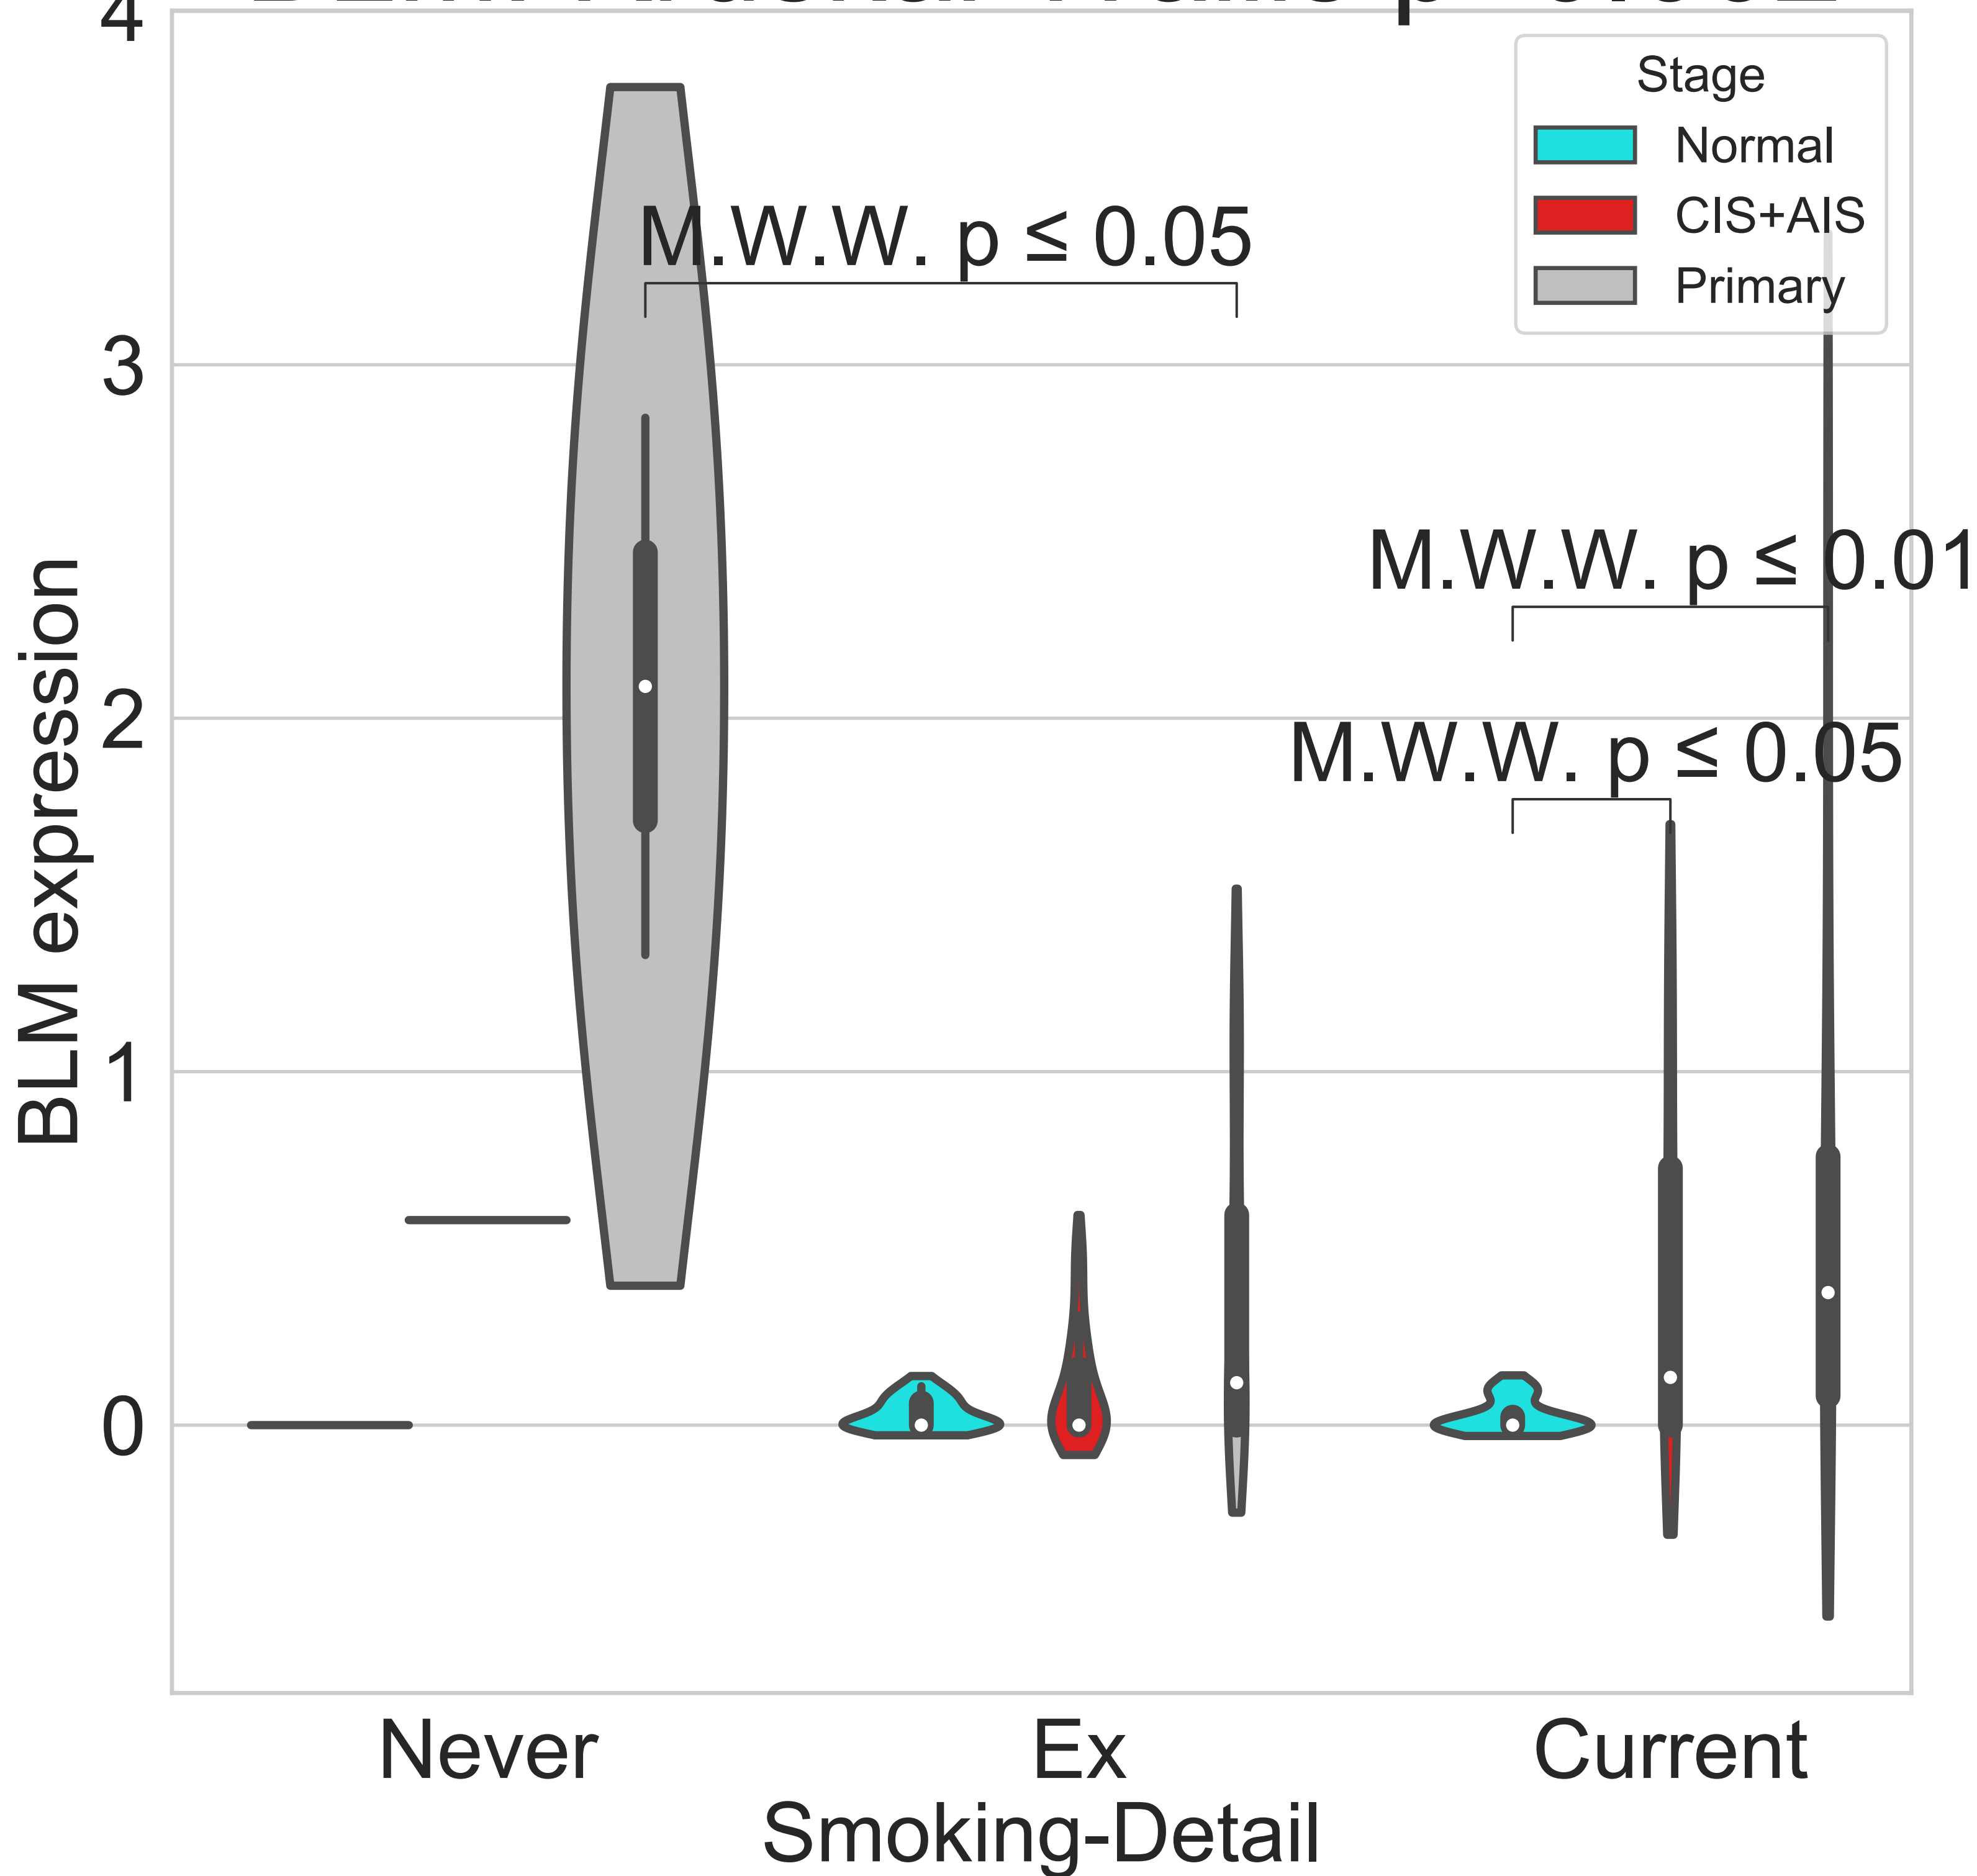 4
Stage
Normal
CIS+AIS
Primary
M.W.W. p ≤ 0.05
3
M.W.W. p ≤ 0.01
2
M.W.W. p ≤ 0.05
BLM expression
1
0
Never Ex Current
Smoking-Detail